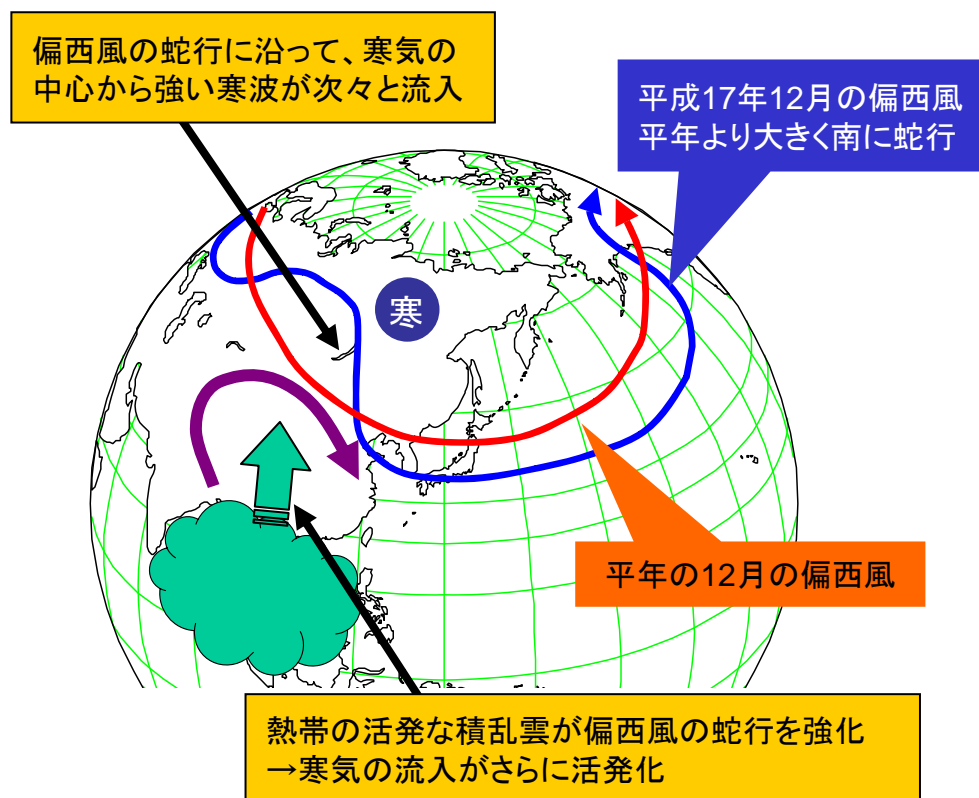 偏西風の蛇行に沿って、寒気の
中心から強い寒波が次々と流入
平成17年12月の偏西風
平年より大きく南に蛇行
寒
平年の12月の偏西風
熱帯の活発な積乱雲が偏西風の蛇行を強化
→寒気の流入がさらに活発化